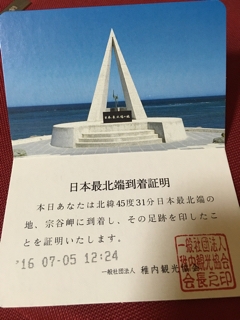 日本最北端の地
日本最北端到着証明
本日あなたは北緯45度31分日本最北端の
地、宗谷岬に到着し、その足跡を印したこ
とを証明いたします。
'16 07-05 12:24
一般社団法人 稚内観光協会
一般社団法人
稚内観光協会
会長之印